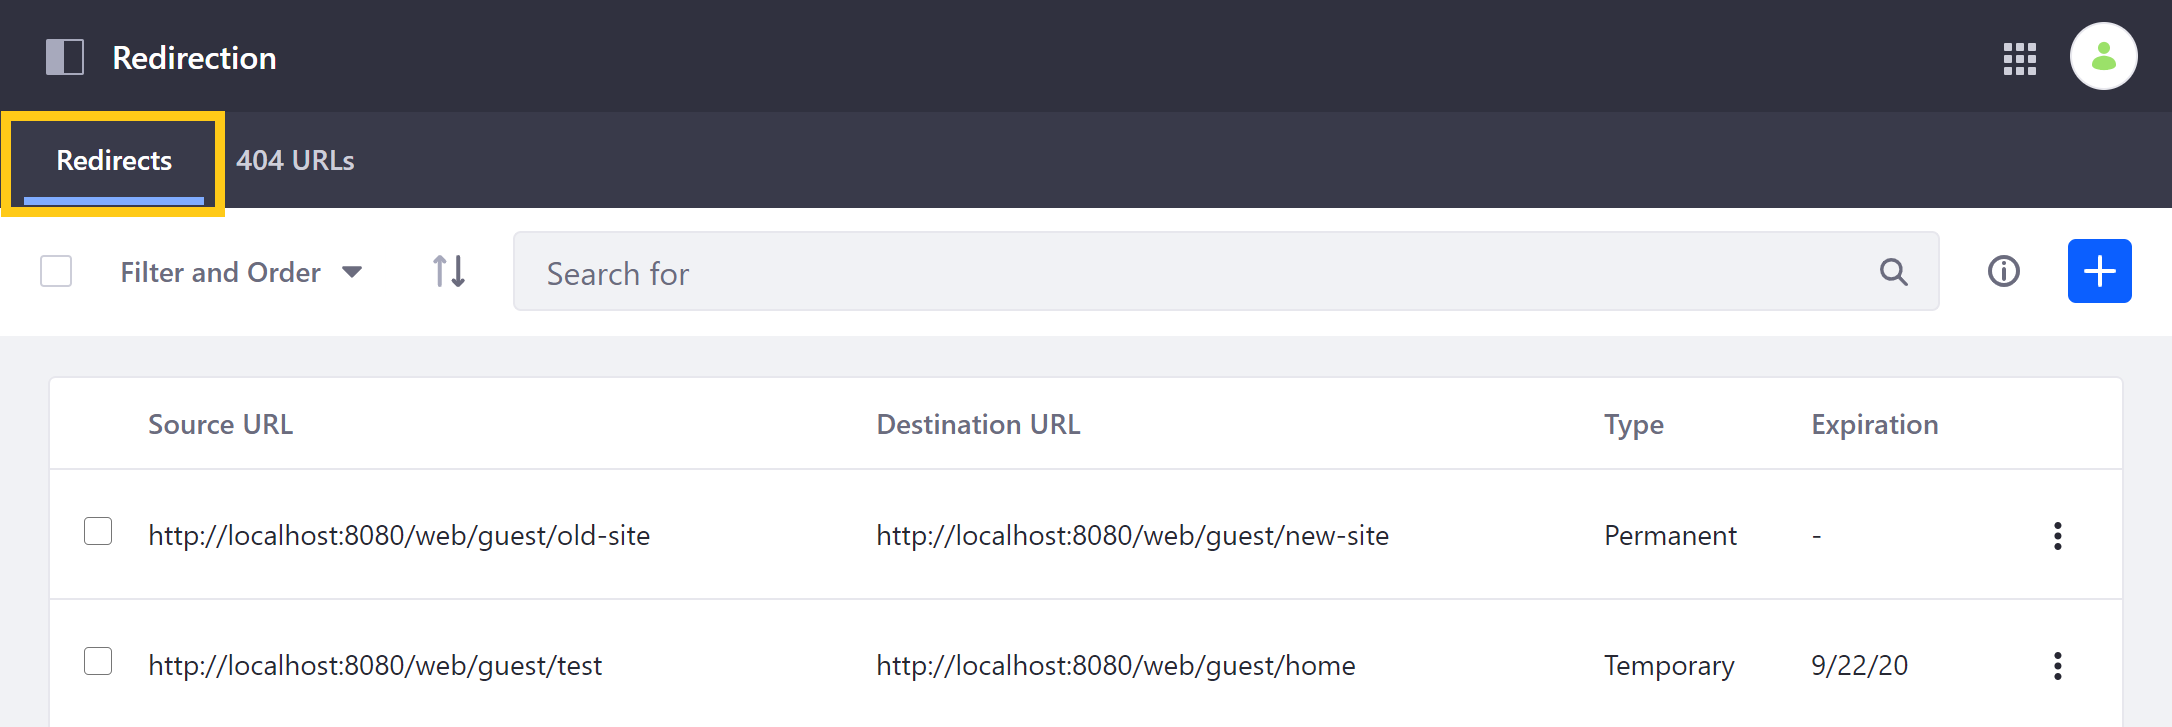 Redirection
Redirects 404 URLs
Filter and Order Search for
Source URL Destination URL Type Expiration
http://localhost:8080/web/guest/old-site http://localhost:8080/web/guest/new-site Permanent -
http://localhost:8080/web/guest/test http://localhost:8080/web/guest/home Temporary 9/22/20